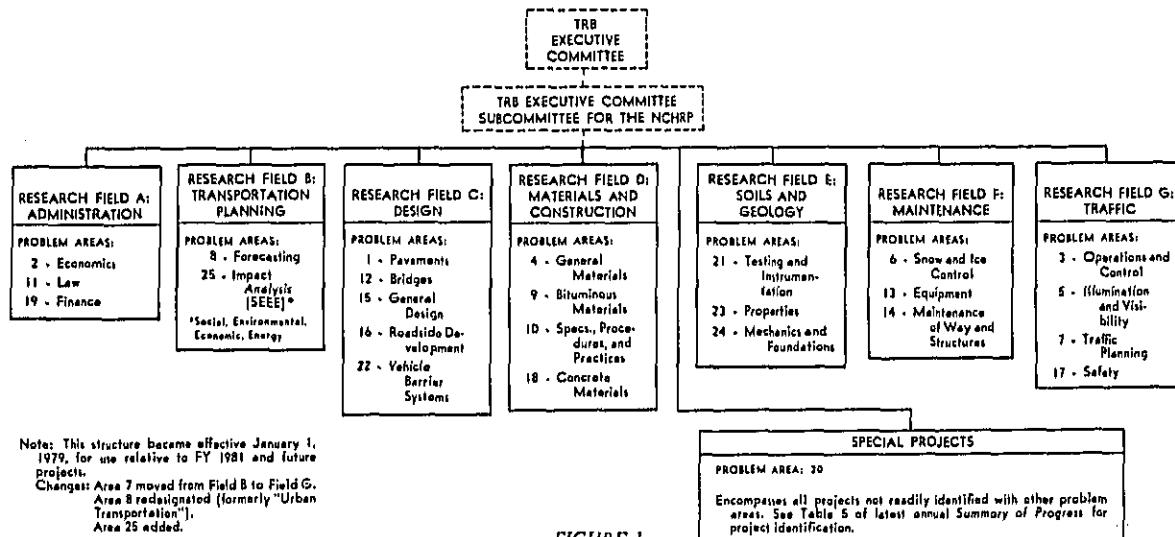 TRB
EXECUTIVE
COMMITTEE
TRB EXECUTIVE COMMITTEE
SUBCOMMITTEE FOR THE NCHRP
RESEARCH FIELD A:
ADMINISTRATION
PROBLEM AREAS:
2 - Economics
11 - Law
19 - Finance
RESEARCH FIELD B:
TRANSPORTATION
PLANNING
PROBLEM AREAS:
8 - Forecasting
25 - Impact
Analysis
[SEEE]*
*Social, Environmental,
Economic, Energy
RESEARCH FIELD C:
DESIGN
PROBLEM AREAS:
1 - Pavements
12 - Bridges
15 - General
Design
16 - Roadside De-
velopment
22 - Vehicle
Barrier
Systems
RESEARCH FIELD D:
MATERIALS AND
CONSTRUCTION
PROBLEM AREAS:
4 - General
Materials
9 - Bituminous
Materials
10 - Specs., Proce-
dures, and
Practices
18 - Concrete
Materials
RESEARCH FIELD E:
SOILS AND
GEOLOGY
PROBLEM AREAS:
21 - Testing and
Instrumen-
tation
23 - Properties
24 - Mechanics and
Foundations
RESEARCH FIELD F:
MAINTENANCE
PROBLEM AREAS:
6 - Snow and Ice
Control
13 - Equipment
14 - Maintenance
of Way and
Structures
RESEARCH FIELD G:
TRAFFIC
PROBLEM AREAS:
3 - Operations and
Control
5 - Illumination
and Visi-
bility
7 - Traffic
Planning
17 - Safety
SPECIAL PROJECTS
PROBLEM AREA: 20
Encompasses all projects not readily identified with other problem
areas. See Table 5 of latest annual Summary of Progress for
project identification.
Note: This structure became effective January 1,
1979, for use relative to FY 1981 and future
projects.
Changes: Area 7 moved from Field B to Field G.
Area 8 redesignated (formerly "Urban
Transportation").
Area 25 added.
FIGURE 1